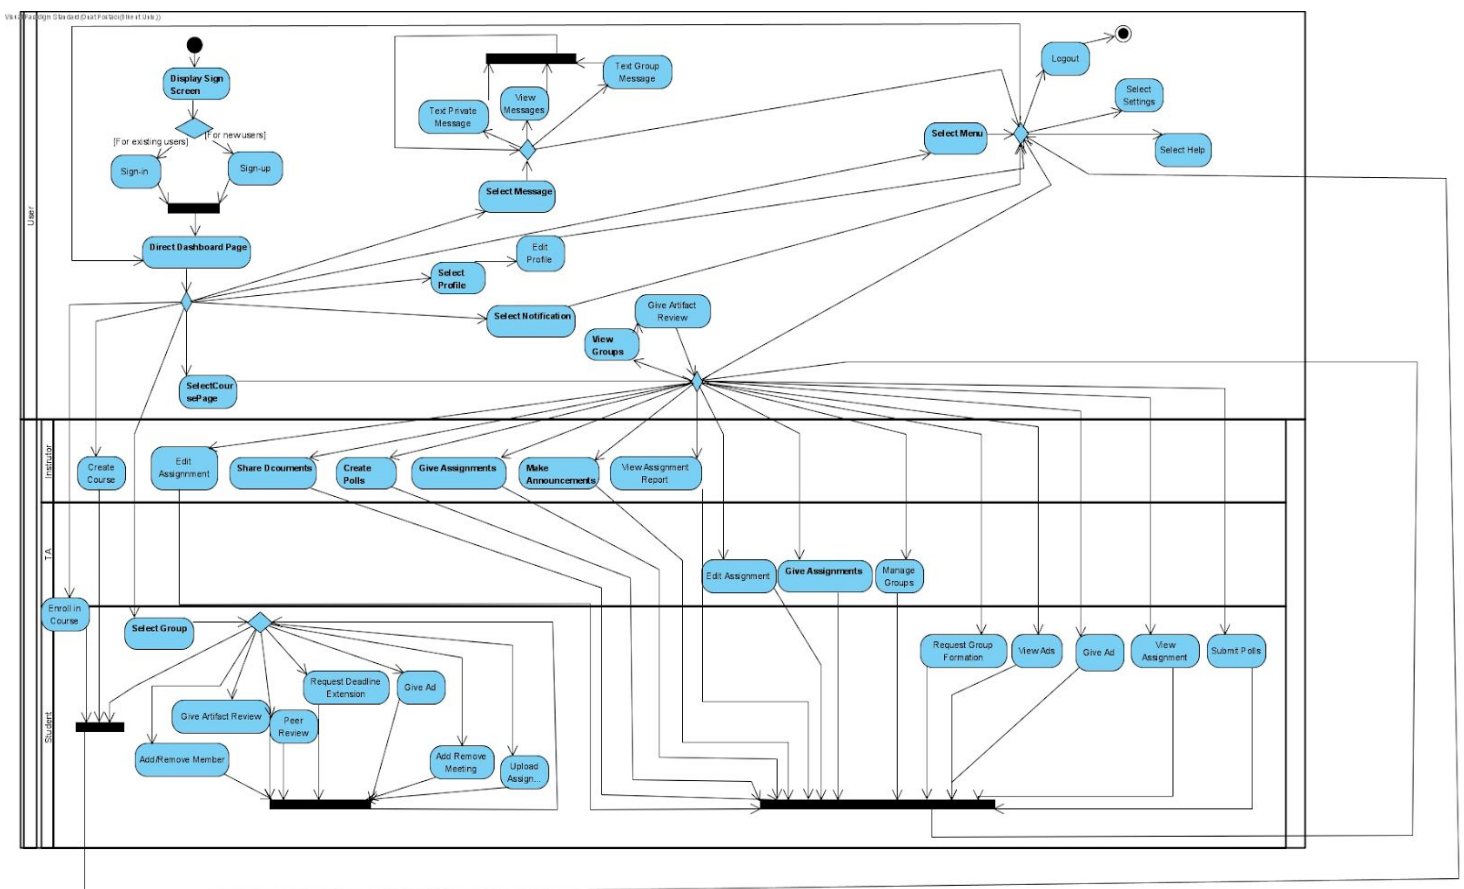 Visual Paradigm Standard
User
Display Sign
Screen
[For existing users]
[For new users]
Sign-in
Sign-up
Direct Dashboard Page
Text Private
Message
View
Messages
Text Group
Message
Select Message
Select Menu
Logout
Select
Settings
Select Help
Select
Profile
Edit
Profile
Select Notification
Give Artifact
Review
View
Groups
SelectCour
sePage
Instructor
Create
Course
Edit
Assignnment
Share Dcouments
Create
Polls
Give Assignments
Make
Announcements
View Assignment
Report
TA
Edit Assignment
Give Assignments
Manage
Groups
Student
Enroll in
Course
Select Group
Request Deadline
Extension
Give Ad
Give Artifact Review
Peer
Review
Add/Remove Member
Add Remove
Meeting
Upload
Assign...
Request Group
Formation
View Ads
Give Ad
View
Assignment
Submit Polls